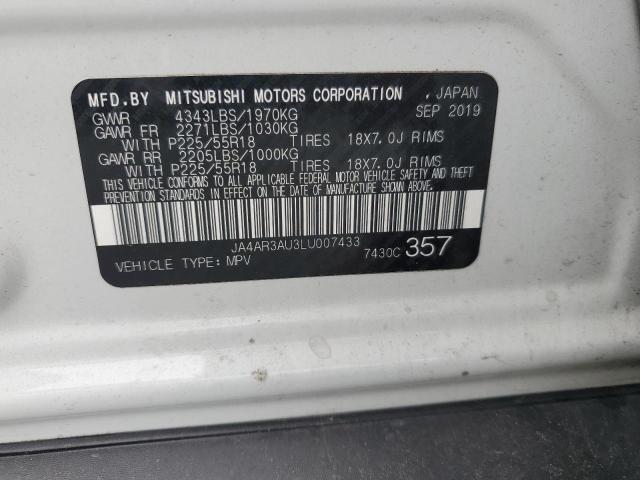 MFD.BY MITSUBISHI MOTORS CORPORATION , JAPAN
GVWR 4343LBS/1970KG SEP 2019
GAWR FR 2271LBS/1030KG
WITH P225/55R18 TIRES 18X7.0J RIMS
GAWR RR 2205LBS/1000KG
WITH P225/55R18 TIRES 18X7.0J RIMS
THIS VEHICLE CONFORMS TO ALL APPLICABLE FEDERAL MOTOR VEHICLE SAFETY AND THEFT
PREVENTION STANDARDS IN EFFECT ON THE DATE OF MANUFACTURE SHOWN ABOVE.
JA4AR3AU3LU007433
VEHICLE TYPE: MPV 7430C 357